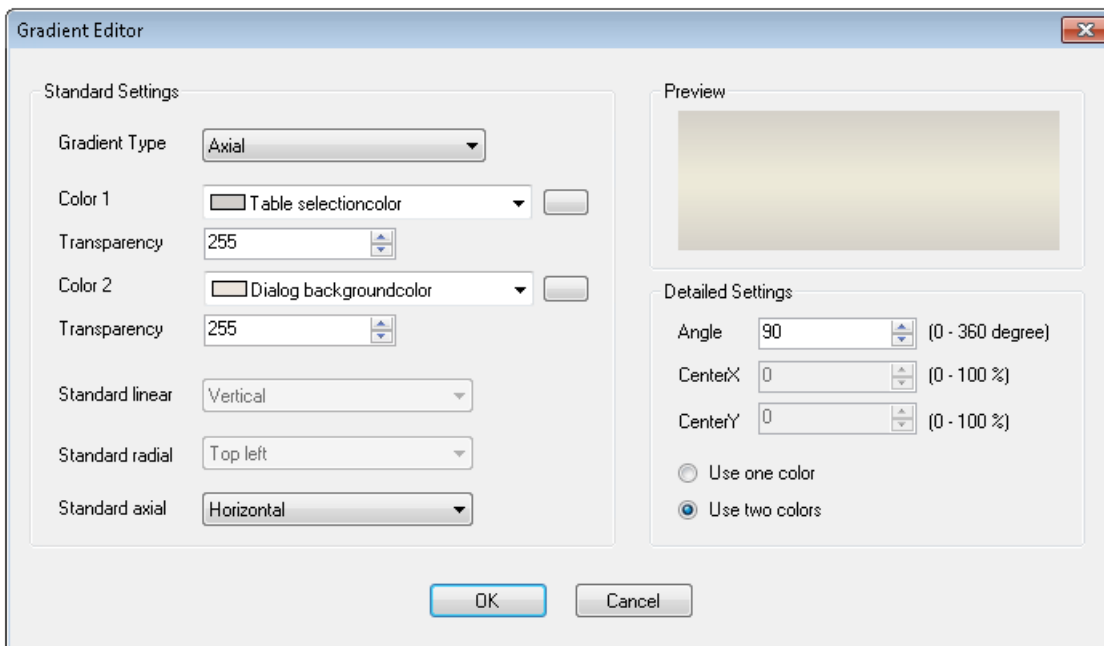 Gradient Editor
Standard Settings
Gradient Type Axial
Color 1 Table selectioncolor
Transparency 255
Color 2 Dialog backgroundcolor
Transparency 255
Standard linear Vertical
Standard radial Top left
Standard axial Horizontal
Preview
Detailed Settings
Angle 90 (0 - 360 degree)
CenterX 0 (0 - 100 %)
CenterY 0 (0 - 100 %)
Use one color
Use two colors
OK Cancel